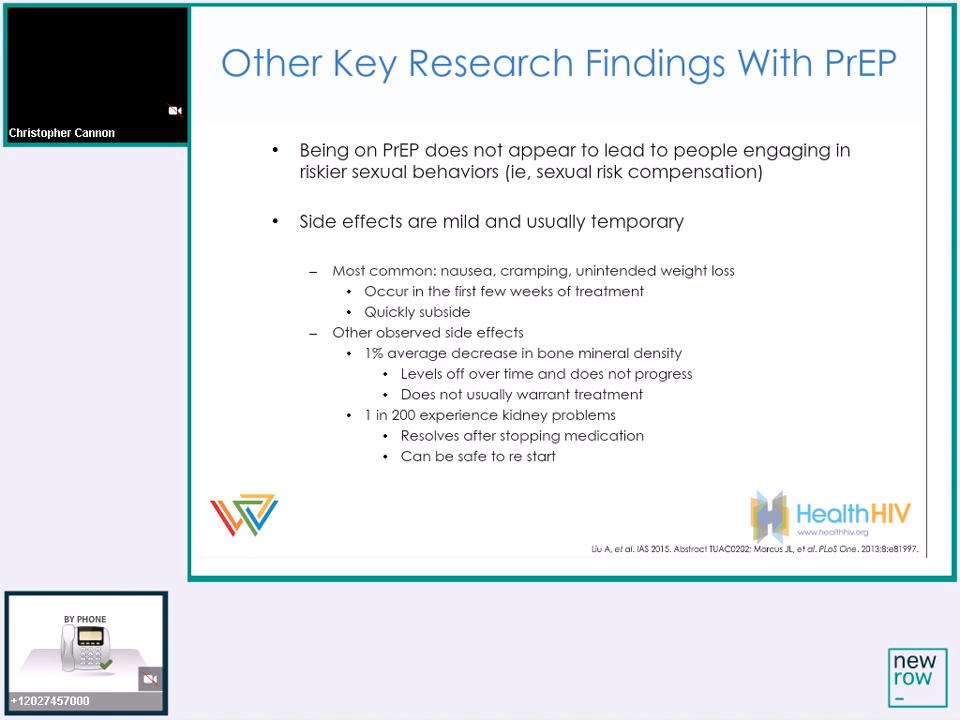 Christopher Cannon
Other Key Research Findings With PrEP
• Being on PrEP does not appear to lead to people engaging in
riskier sexual behaviors (ie, sexual risk compensation)
• Side effects are mild and usually temporary
– Most common: nausea, cramping, unintended weight loss
• Occur in the first few weeks of treatment
• Quickly subside
– Other observed side effects
• 1% average decrease in bone mineral density
• Levels off over time and does not progress
• Does not usually warrant treatment
• 1 in 200 experience kidney problems
• Resolves after stopping medication
• Can be safe to re start
HealthHIV
www.healthhiv.org
Liu A, et al. IAS 2015. Abstract TUAC0202; Marcus JL, et al. PLoS One. 2013;8:e81997.
BY PHONE
+12027457000
new
row